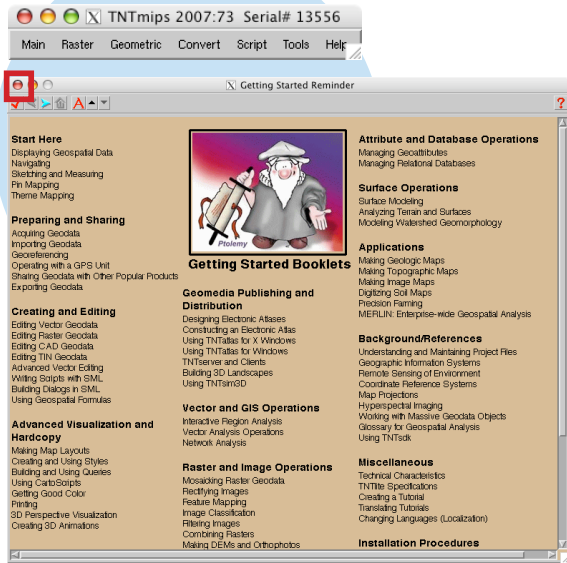 TNTmips 2007:73 Serial# 13556
Main Raster Geometric Convert Script Tools Help
Getting Started Reminder
A
?
Start Here
Displaying Geospatial Data
Navigating
Sketching and Measuring
Pin Mapping
Theme Mapping
Preparing and Sharing
Acquiring Geodata
Importing Geodata
Georeferencing
Operating with a GPS Unit
Sharing Geodata with Other Popular Products
Exporting Geodata
Creating and Editing
Editing Vector Geodata
Editing Raster Geodata
Editing CAD Geodata
Editing TIN Geodata
Advanced Vector Editing
Writing Scripts with SML
Building Dialogs in SML
Using Geospatial Formulas
Advanced Visualization and
Hardcopy
Making Map Layouts
Creating and Using Styles
Building and Using Queries
Using CartoScripts
Getting Good Color
Printing
3D Perspective Visualization
Creating 3D Animations
Ptolemy
Getting Started Booklets
Geomedia Publishing and
Distribution
Designing Electronic Atlases
Constructing an Electronic Atlas
Using TNTatlas for X Windows
Using TNTatlas for Windows
TNTserver and Clients
Building 3D Landscapes
Using TNTsim3D
Vector and GIS Operations
Interactive Region Analysis
Vector Analysis Operations
Network Analysis
Raster and Image Operations
Mosaicking Raster Geodata
Rectifying Images
Feature Mapping
Image Classification
Filtering Images
Combining Rasters
Making DEMs and Orthophotos
Attribute and Database Operations
Managing Geoattributes
Managing Relational Databases
Surface Operations
Surface Modeling
Analyzing Terrain and Surfaces
Modeling Watershed Geomorphology
Applications
Making Geologic Maps
Making Topographic Maps
Making Image Maps
Digitizing Soil Maps
Precision Farming
MERLIN: Enterprise-wide Geospatial Analysis
Background/References
Understanding and Maintaining Project Files
Geographic Information Systems
Remote Sensing of Environment
Coordinate Reference Systems
Map Projections
Hyperspectral Imaging
Working with Massive Geodata Objects
Glossary for Geospatial Analysis
Using TNTsdk
Miscellaneous
Technical Characteristics
TNTlite Specifications
Creating a Tutorial
Translating Tutorials
Changing Languages (Localization)
Installation Procedures